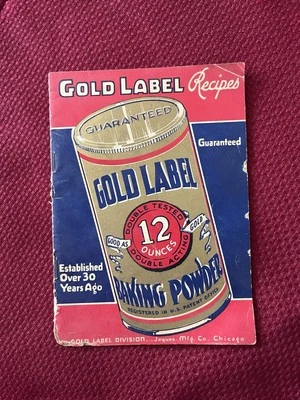 GOLD LABEL Recipes
GUARANTEED
Guaranteed
GOLD LABEL
DOUBLE TESTED
GOOD AS GOLD
12
OUNCES
DOUBLE ACTING
Established
Over 30
Years Ago
BAKING POWDER
REGISTERED IN U.S. PATENT OFFICE
GOLD LABEL DIVISION... Jaques Mfg. Co. Chicago